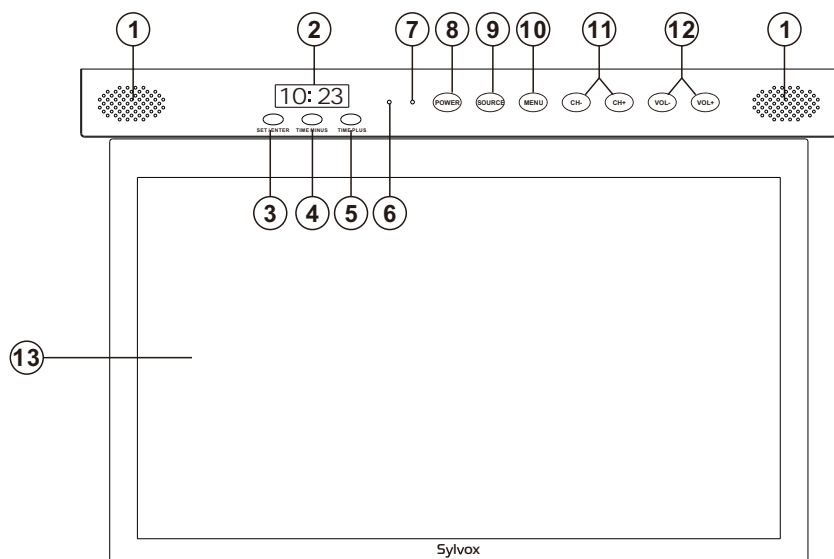 1 2 7 8 9 10 11 12 1
10:23
POWER SOURCE MENU CH- CH+ VOL- VOL+
SET / ENTER TIME MINUS TIME PLUS
3 4 5 6
13
Sylvox